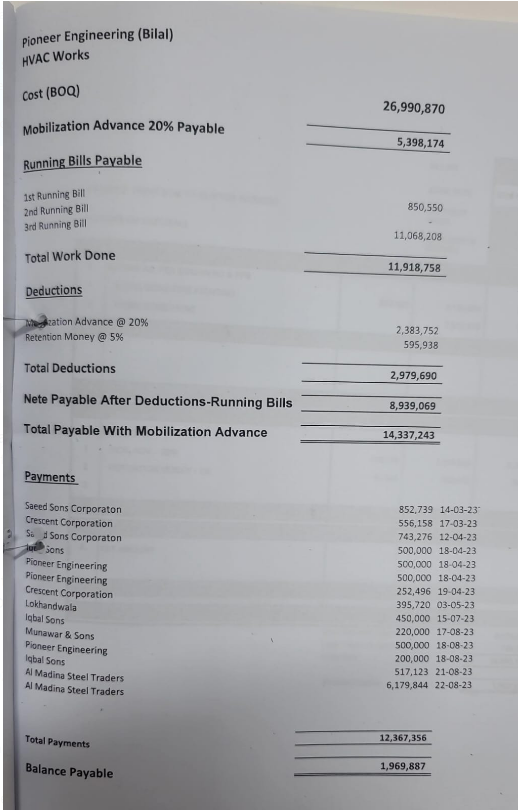 Pioneer Engineering (Bilal)
HVAC Works
Cost (BOQ) 26,990,870
Mobilization Advance 20% Payable 5,398,174
Running Bills Payable
1st Running Bill 850,550
2nd Running Bill -
3rd Running Bill 11,068,208
Total Work Done 11,918,758
Deductions
Advance @ 20% 2,383,752
Retention Money @ 5% 595,938
Total Deductions 2,979,690
Nete Payable After Deductions-Running Bills 8,939,069
Total Payable With Mobilization Advance 14,337,243
Payments
Saeed Sons Corporaton 852,739 14-03-23
Crescent Corporation 556,158 17-03-23
Sons Corporaton 743,276 12-04-23
Sons 500,000 18-04-23
Pioneer Engineering 500,000 18-04-23
Pioneer Engineering 500,000 18-04-23
Crescent Corporation 252,496 19-04-23
Lokhandwala 395,720 03-05-23
Iqbal Sons 450,000 15-07-23
Munawar & Sons 220,000 17-08-23
Pioneer Engineering 500,000 18-08-23
Iqbal Sons 200,000 18-08-23
Al Madina Steel Traders 517,123 21-08-23
Al Madina Steel Traders 6,179,844 22-08-23
Total Payments 12,367,356
Balance Payable 1,969,887